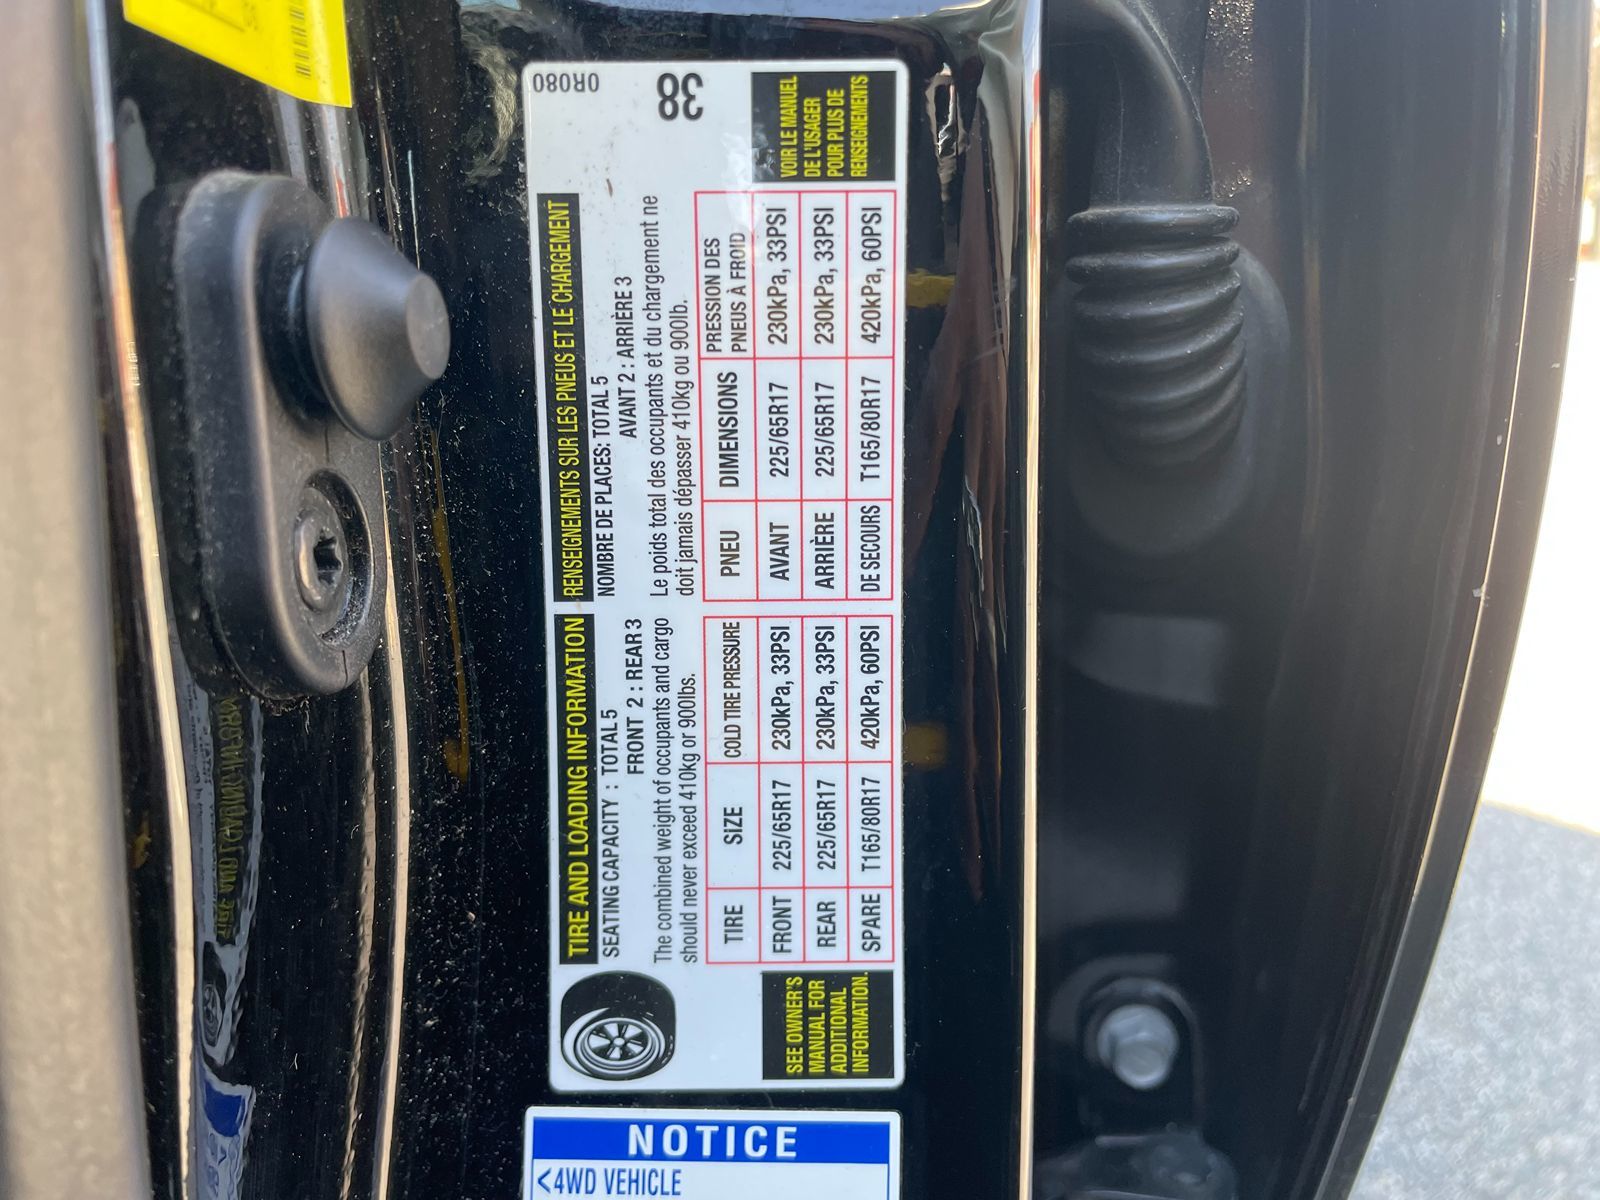 0R080
38
TIRE AND LOADING INFORMATION
SEATING CAPACITY : TOTAL 5
FRONT 2 : REAR 3
The combined weight of occupants and cargo
should never exceed 410kg or 900lbs.
TIRE SIZE COLD TIRE PRESSURE
FRONT 225/65R17 230kPa, 33PSI
REAR 225/65R17 230kPa, 33PSI
SPARE T165/80R17 420kPa, 60PSI
SEE OWNER'S
MANUAL FOR
ADDITIONAL
INFORMATION.
RENSEIGNEMENTS SUR LES PNEUS ET LE CHARGEMENT
NOMBRE DE PLACES: TOTAL 5
AVANT 2 : ARRIÈRE 3
Le poids total des occupants et du chargement ne
doit jamais dépasser 410kg ou 900lb.
PNEU DIMENSIONS PRESSION DES
PNEUS À FROID
AVANT 225/65R17 230kPa, 33PSI
ARRIÈRE 225/65R17 230kPa, 33PSI
DE SECOURS T165/80R17 420kPa, 60PSI
VOIR LE MANUEL
DE L'USAGER
POUR PLUS DE
RENSEIGNEMENTS
NOTICE
<4WD VEHICLE